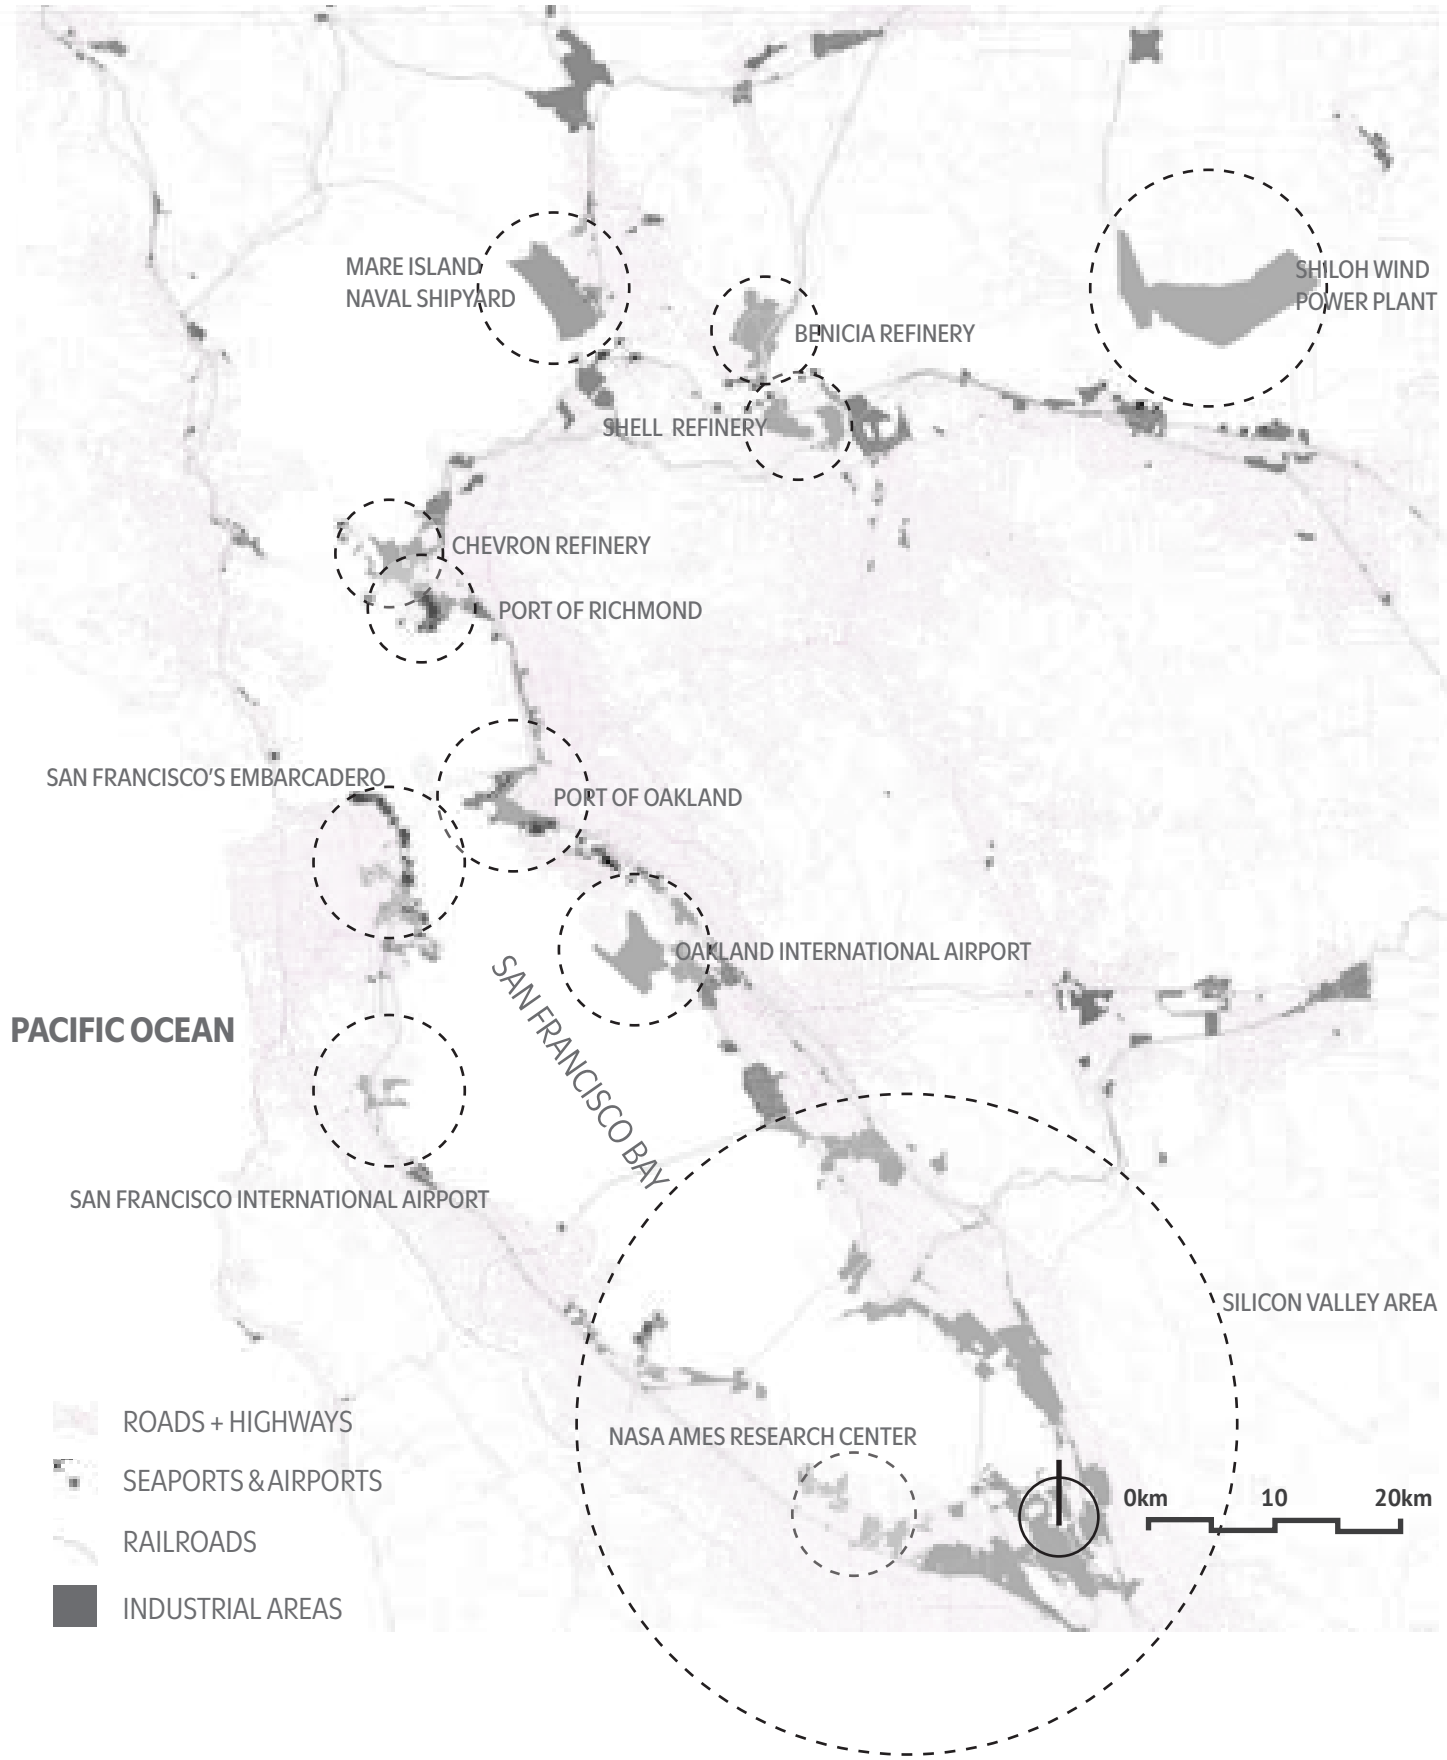 MARE ISLAND
NAVAL SHIPYARD
SHILOH WIND
POWER PLANT
BENICIA REFINERY
SHELL REFINERY
CHEVRON REFINERY
PORT OF RICHMOND
SAN FRANCISCO'S EMBARCADERO
PORT OF OAKLAND
OAKLAND INTERNATIONAL AIRPORT
SAN FRANCISCO BAY
PACIFIC OCEAN
SAN FRANCISCO INTERNATIONAL AIRPORT
SILICON VALLEY AREA
NASA AMES RESEARCH CENTER
ROADS + HIGHWAYS
SEAPORTS & AIRPORTS
RAILROADS
INDUSTRIAL AREAS
0km 10 20km